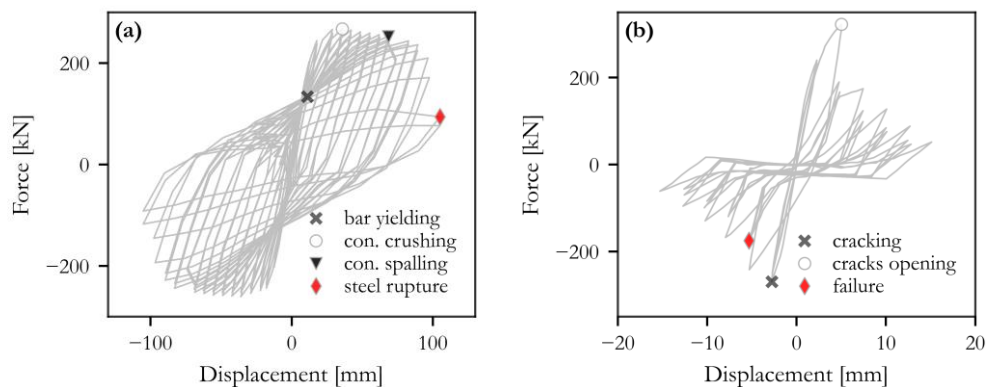 (a)
Force [kN]
200
0
−200
bar yielding
con. crushing
con. spalling
steel rupture
−100
0
100
Displacement [mm]
(b)
Force [kN]
200
0
−200
cracking
cracks opening
failure
−20
−10
0
10
20
Displacement [mm]